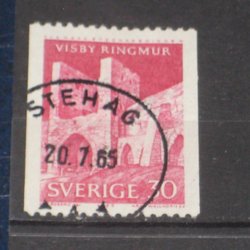 VISBY RINGMUR
STEHAG
20.7.65
SVERIGE 30